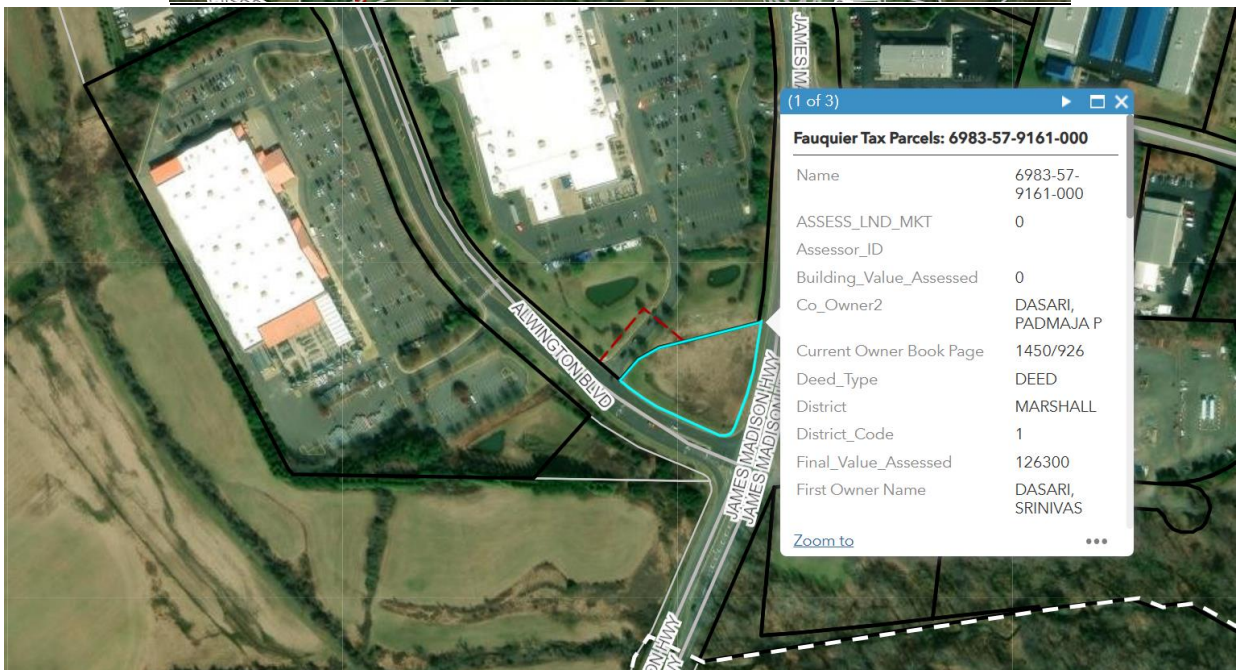 JAMES M
(1 of 3)
Fauquier Tax Parcels: 6983-57-9161-000
Name 6983-57-
9161-000
ASSESS_LND_MKT 0
Assessor_ID
Building_Value_Assessed 0
Co_Owner2 DASARI,
PADMAJA P
Current Owner Book Page 1450/926
Deed_Type DEED
District MARSHALL
District_Code 1
Final_Value_Assessed 126300
First Owner Name DASARI,
SRINIVAS
Zoom to
ALWINGTON BLVD
JAMES MADISON HWY
JAMES MADISON
ON HWY